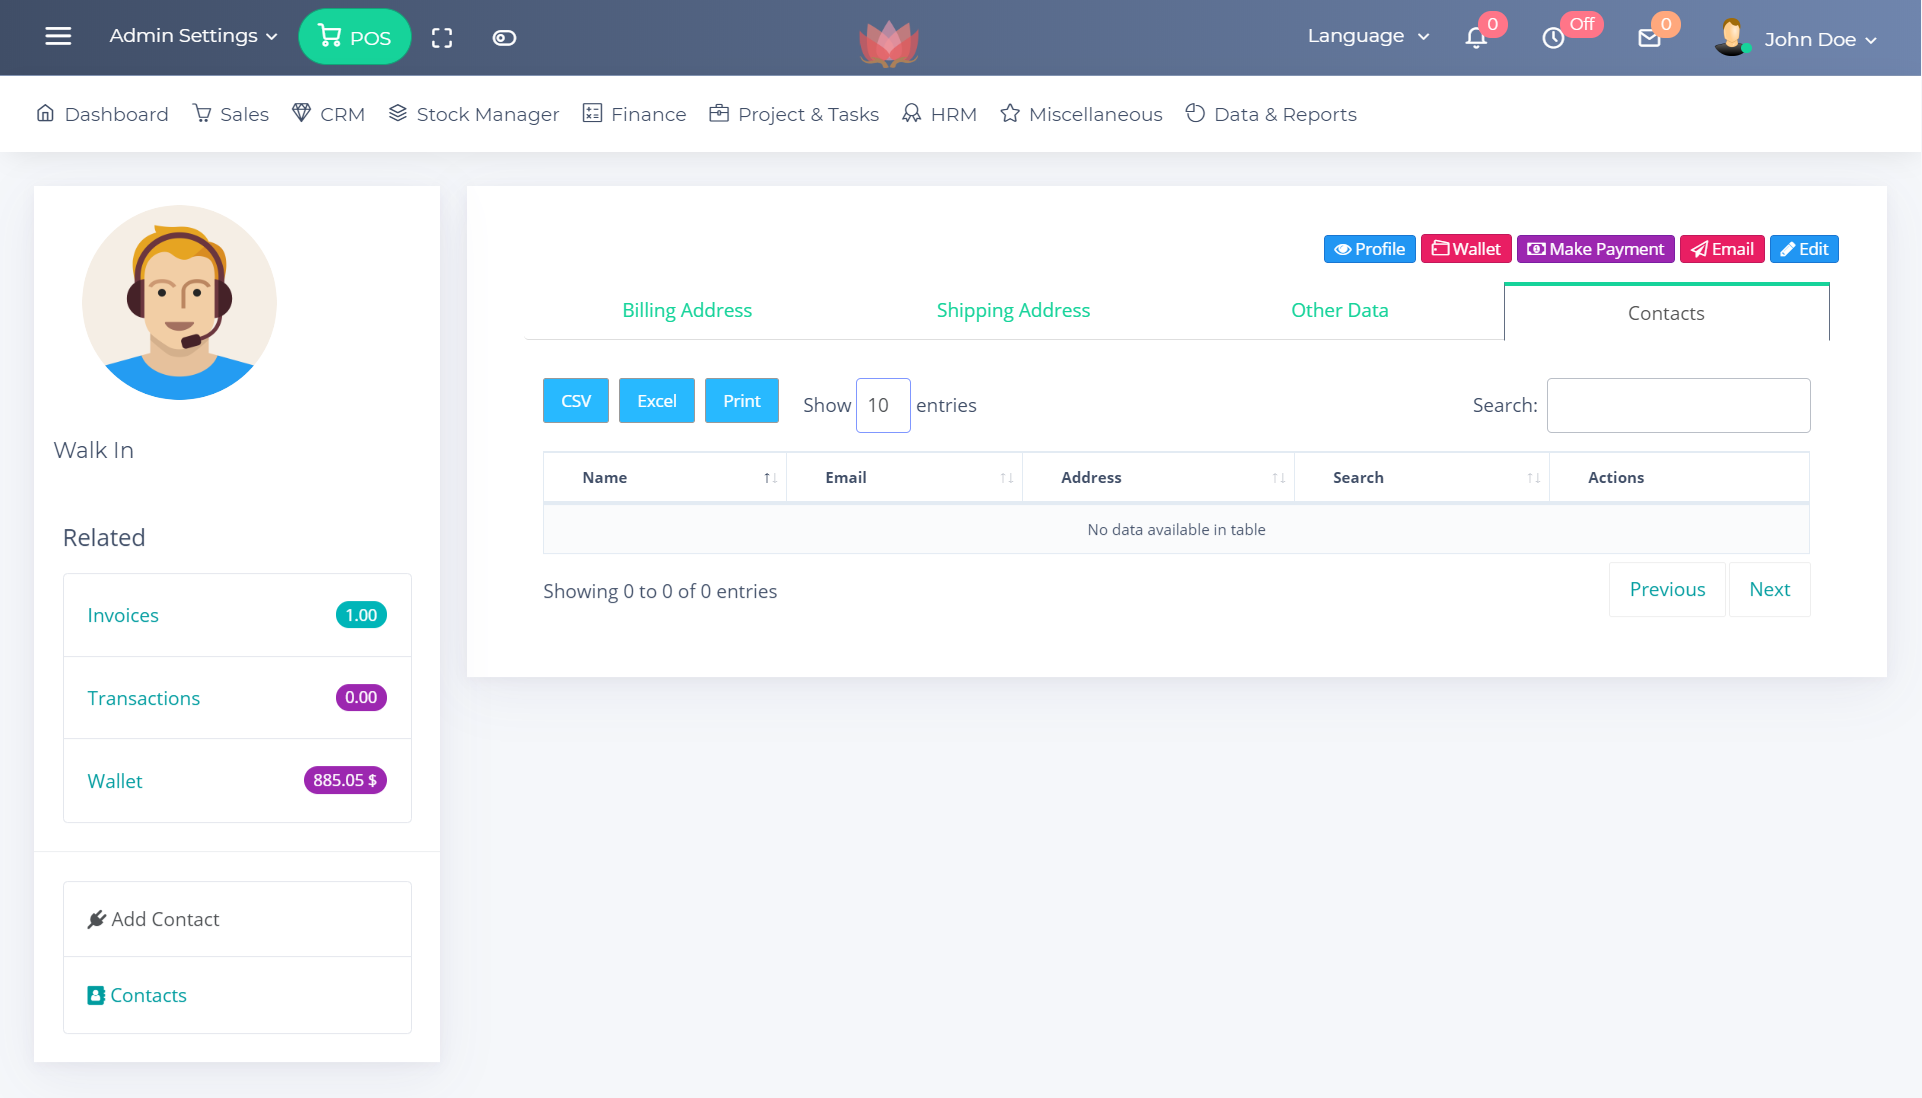 Admin Settings POS Language 0 Off 0 John Doe
Dashboard Sales CRM Stock Manager Finance Project & Tasks HRM Miscellaneous Data & Reports
Walk In
Related
Invoices 1.00
Transactions 0.00
Wallet 885.05 $
Add Contact
Contacts
Profile Wallet Make Payment Email Edit
Billing Address Shipping Address Other Data Contacts
CSV Excel Print Show 10 entries Search:
Name Email Address Search Actions
No data available in table
Showing 0 to 0 of 0 entries Previous Next